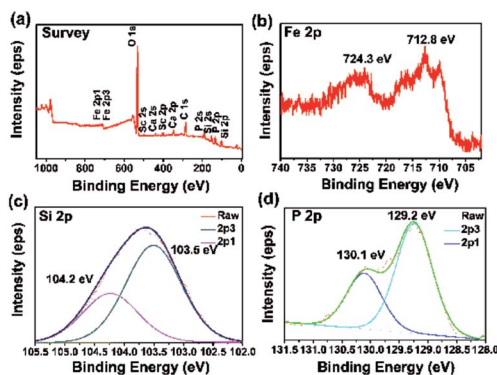 (a)
Survey
O 1s
Fe 2p1
Fe 2p3
Sc 2s
Ca 2s
Sc 2p
Ca 2p
C 1s
P 2s
Si 2s
P 2p
Si 2p
Intensity (eps)
1000 800 600 400 200 0
Binding Energy (eV)
(b)
Fe 2p
712.8 eV
724.3 eV
Intensity (eps)
740 730 720 710 702
Binding Energy (eV)
(c)
Si 2p
Raw
2p3
2p1
103.5 eV
104.2 eV
Intensity (eps)
105.5 105.0 104.5 104.0 103.5 103.0 102.5 102.0
Binding Energy (eV)
(d)
P 2p
129.2 eV
Raw
2p3
2p1
130.1 eV
Intensity (eps)
131.5 131.0 130.5 130.0 129.5 129.0 128.5 128.0
Binding Energy (eV)